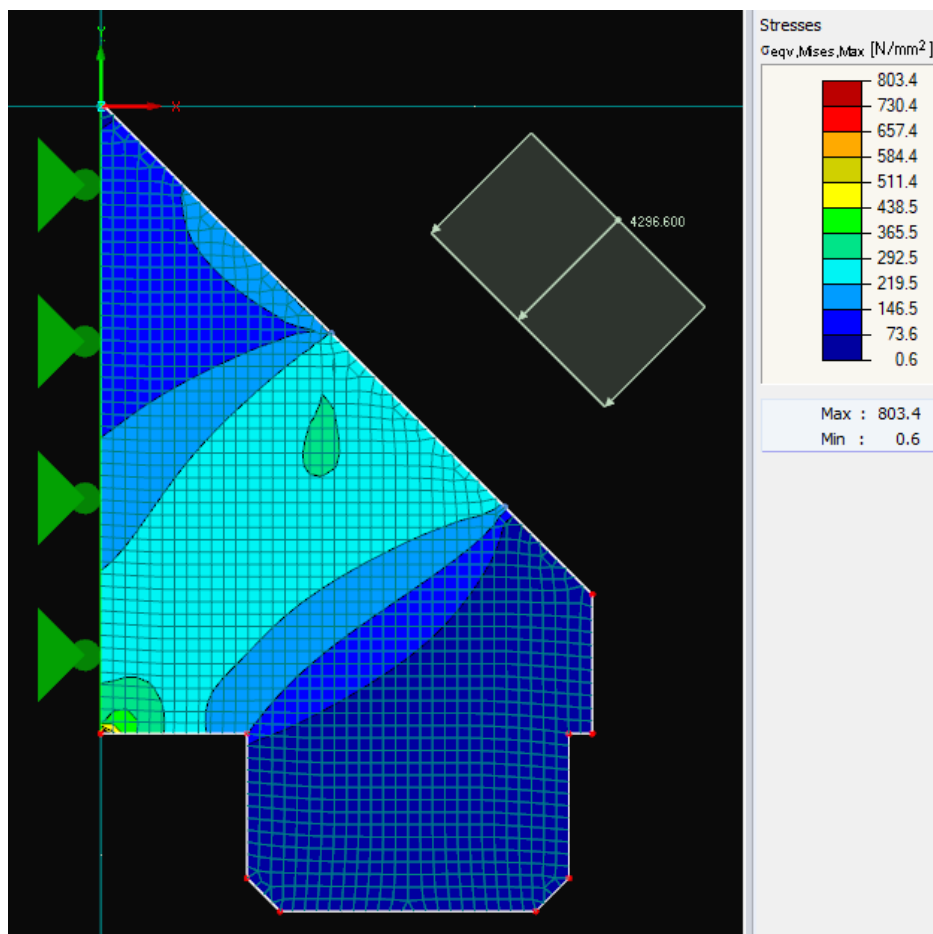 Y
X
4296.600
Stresses
σeqv,Mises,Max [N/mm²]
803.4
730.4
657.4
584.4
511.4
438.5
365.5
292.5
219.5
146.5
73.6
0.6
Max : 803.4
Min : 0.6